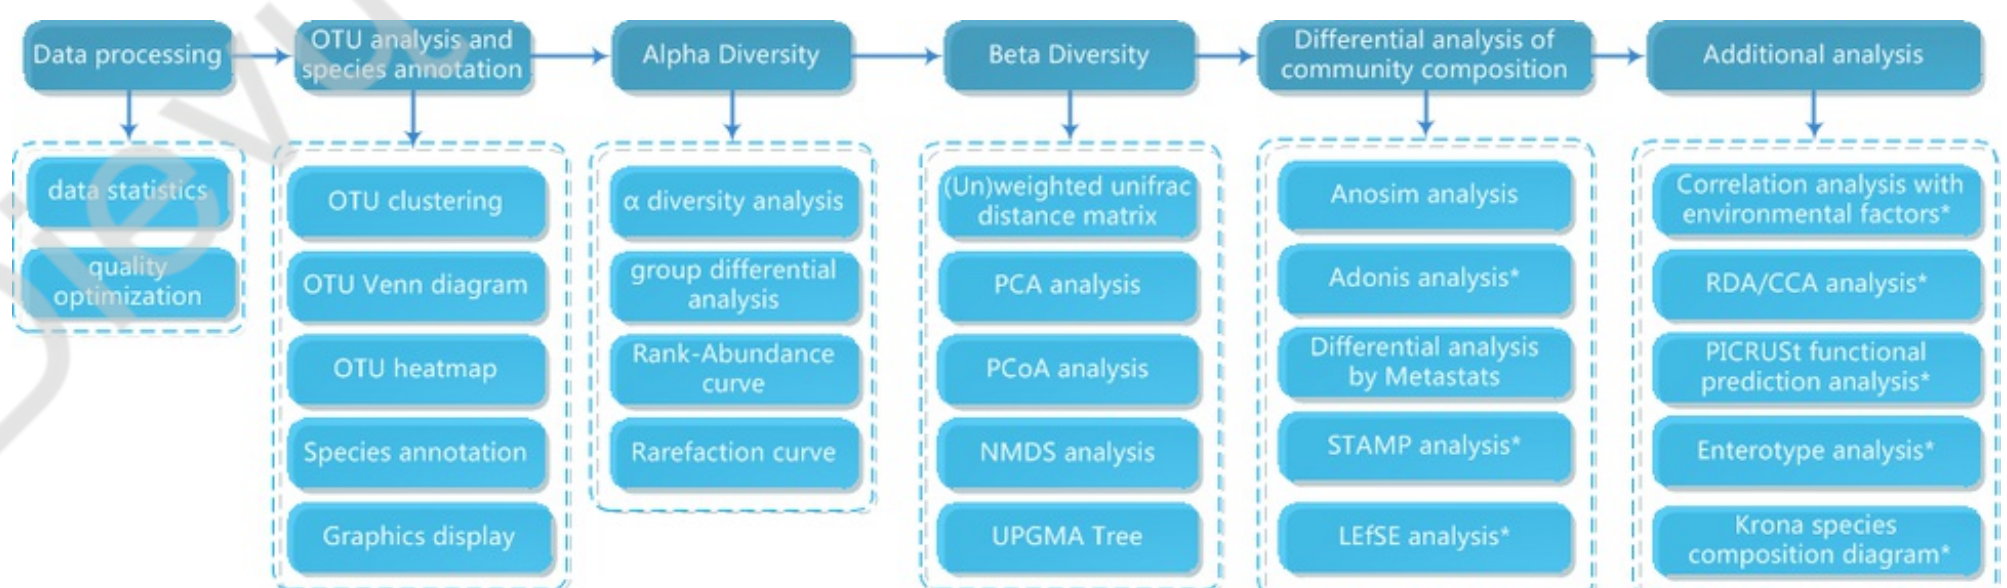 Data processing
OTU analysis and
species annotation
Alpha Diversity
Beta Diversity
Differential analysis of
community composition
Additional analysis
data statistics
quality
optimization
OTU clustering
OTU Venn diagram
OTU heatmap
Species annotation
Graphics display
α diversity analysis
group differential
analysis
Rank-Abundance
curve
Rarefaction curve
(Un)weighted unifrac
distance matrix
PCA analysis
PCoA analysis
NMDS analysis
UPGMA Tree
Anosim analysis
Adonis analysis*
Differential analysis
by Metastats
STAMP analysis*
LEfSE analysis*
Correlation analysis with
environmental factors*
RDA/CCA analysis*
PICRUSt functional
prediction analysis*
Enterotype analysis*
Krona species
composition diagram*